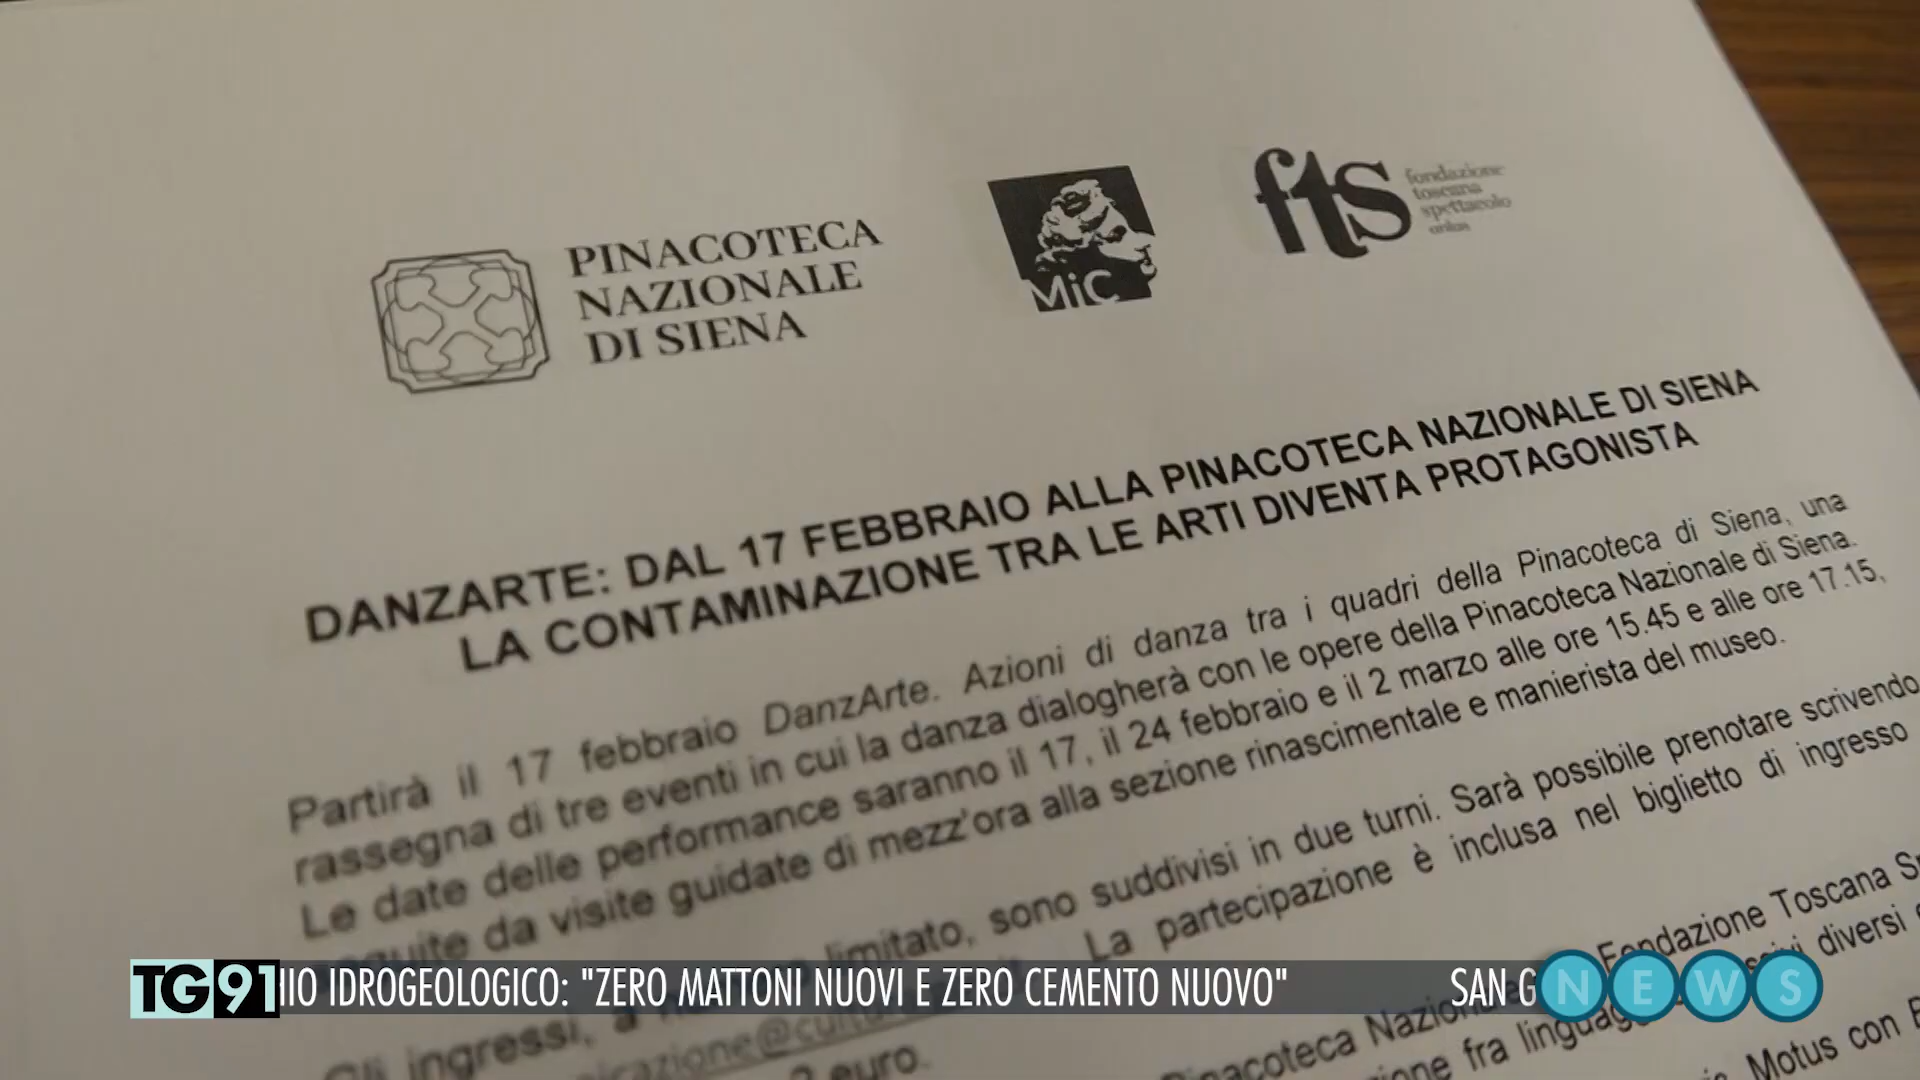 PINACOTECA
NAZIONALE
DI SIENA
MiC
fts
fondazione
toscana
spettacolo
onlus
DANZARTE: DAL 17 FEBBRAIO ALLA PINACOTECA NAZIONALE DI SIENA
LA CONTAMINAZIONE TRA LE ARTI DIVENTA PROTAGONISTA
Partirà il 17 febbraio DanzArte. Azioni di danza tra i quadri della Pinacoteca di Siena, una
rassegna di tre eventi in cui la danza dialogherà con le opere della Pinacoteca Nazionale di Siena.
Le date delle performance saranno il 17, il 24 febbraio e il 2 marzo alle ore 15.45 e alle ore 17.15,
da visite guidate di mezz'ora alla sezione rinascimentale e manierista del museo.
Gli ingressi, a limitato, sono suddivisi in due turni. Sarà possibile prenotare scrivendo
La partecipazione è inclusa nel biglietto di ingresso
euro.
Fondazione Toscana
diversi
Pinacoteca
fra
Motus con
TG91
HIO IDROGEOLOGICO: "ZERO MATTONI NUOVI E ZERO CEMENTO NUOVO" SAN G
NEWS